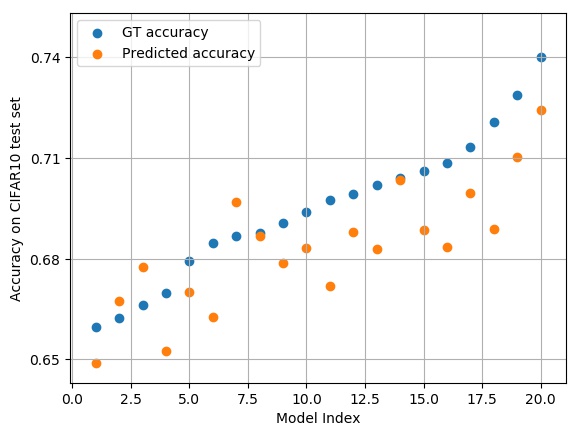 GT accuracy
Predicted accuracy
Accuracy on CIFAR10 test set
0.74
0.71
0.68
0.65
0.0 2.5 5.0 7.5 10.0 12.5 15.0 17.5 20.0
Model Index